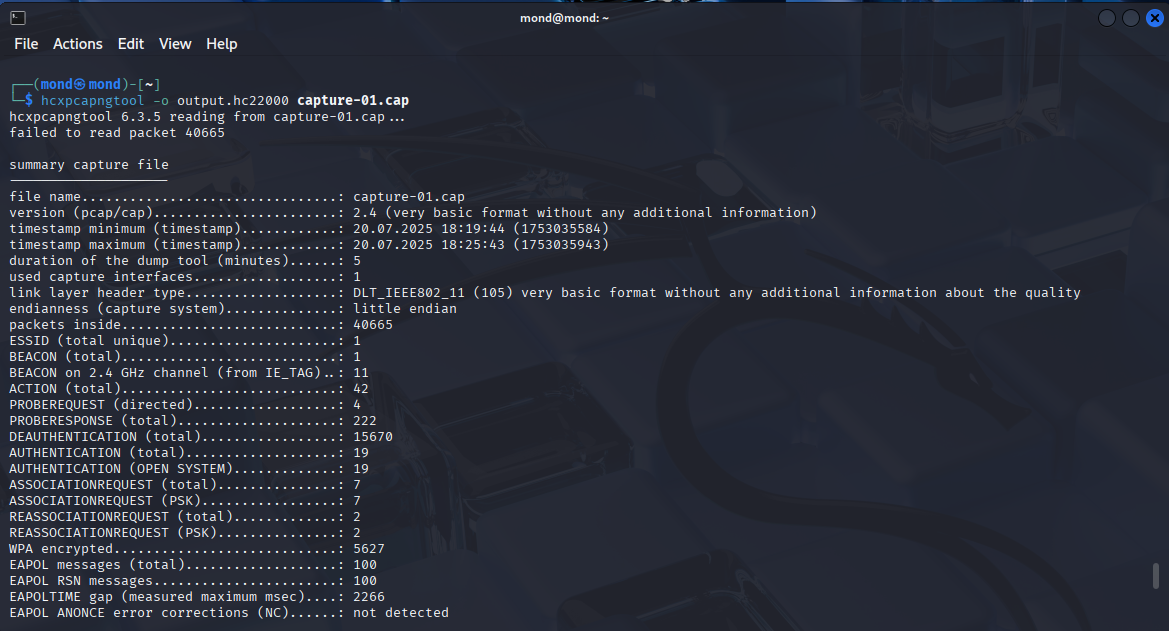 mond@mond: ~
File Actions Edit View Help
┌──(mond㉿mond)-[~]
└─$ hcxpcapngtool -o output.hc22000 capture-01.cap
hcxpcapngtool 6.3.5 reading from capture-01.cap...
failed to read packet 40665
summary capture file
--------------------
file name................................: capture-01.cap
version (pcap/cap).......................: 2.4 (very basic format without any additional information)
timestamp minimum (timestamp)............: 20.07.2025 18:19:44 (1753035584)
timestamp maximum (timestamp)............: 20.07.2025 18:25:43 (1753035943)
duration of the dump tool (minutes)......: 5
used capture interfaces..................: 1
link layer header type...................: DLT_IEEE802_11 (105) very basic format without any additional information about the quality
endianness (capture system)..............: little endian
packets inside...........................: 40665
ESSID (total unique).....................: 1
BEACON (total)...........................: 1
BEACON on 2.4 GHz channel (from IE_TAG)..: 11
ACTION (total)...........................: 42
PROBEREQUEST (directed)..................: 4
PROBERESPONSE (total)....................: 222
DEAUTHENTICATION (total).................: 15670
AUTHENTICATION (total)...................: 19
AUTHENTICATION (OPEN SYSTEM).............: 19
ASSOCIATIONREQUEST (total)...............: 7
ASSOCIATIONREQUEST (PSK).................: 7
REASSOCIATIONREQUEST (total).............: 2
REASSOCIATIONREQUEST (PSK)...............: 2
WPA encrypted............................: 5627
EAPOL messages (total)...................: 100
EAPOL RSN messages.......................: 100
EAPOLTIME gap (measured maximum msec)....: 2266
EAPOL ANONCE error corrections (NC)......: not detected